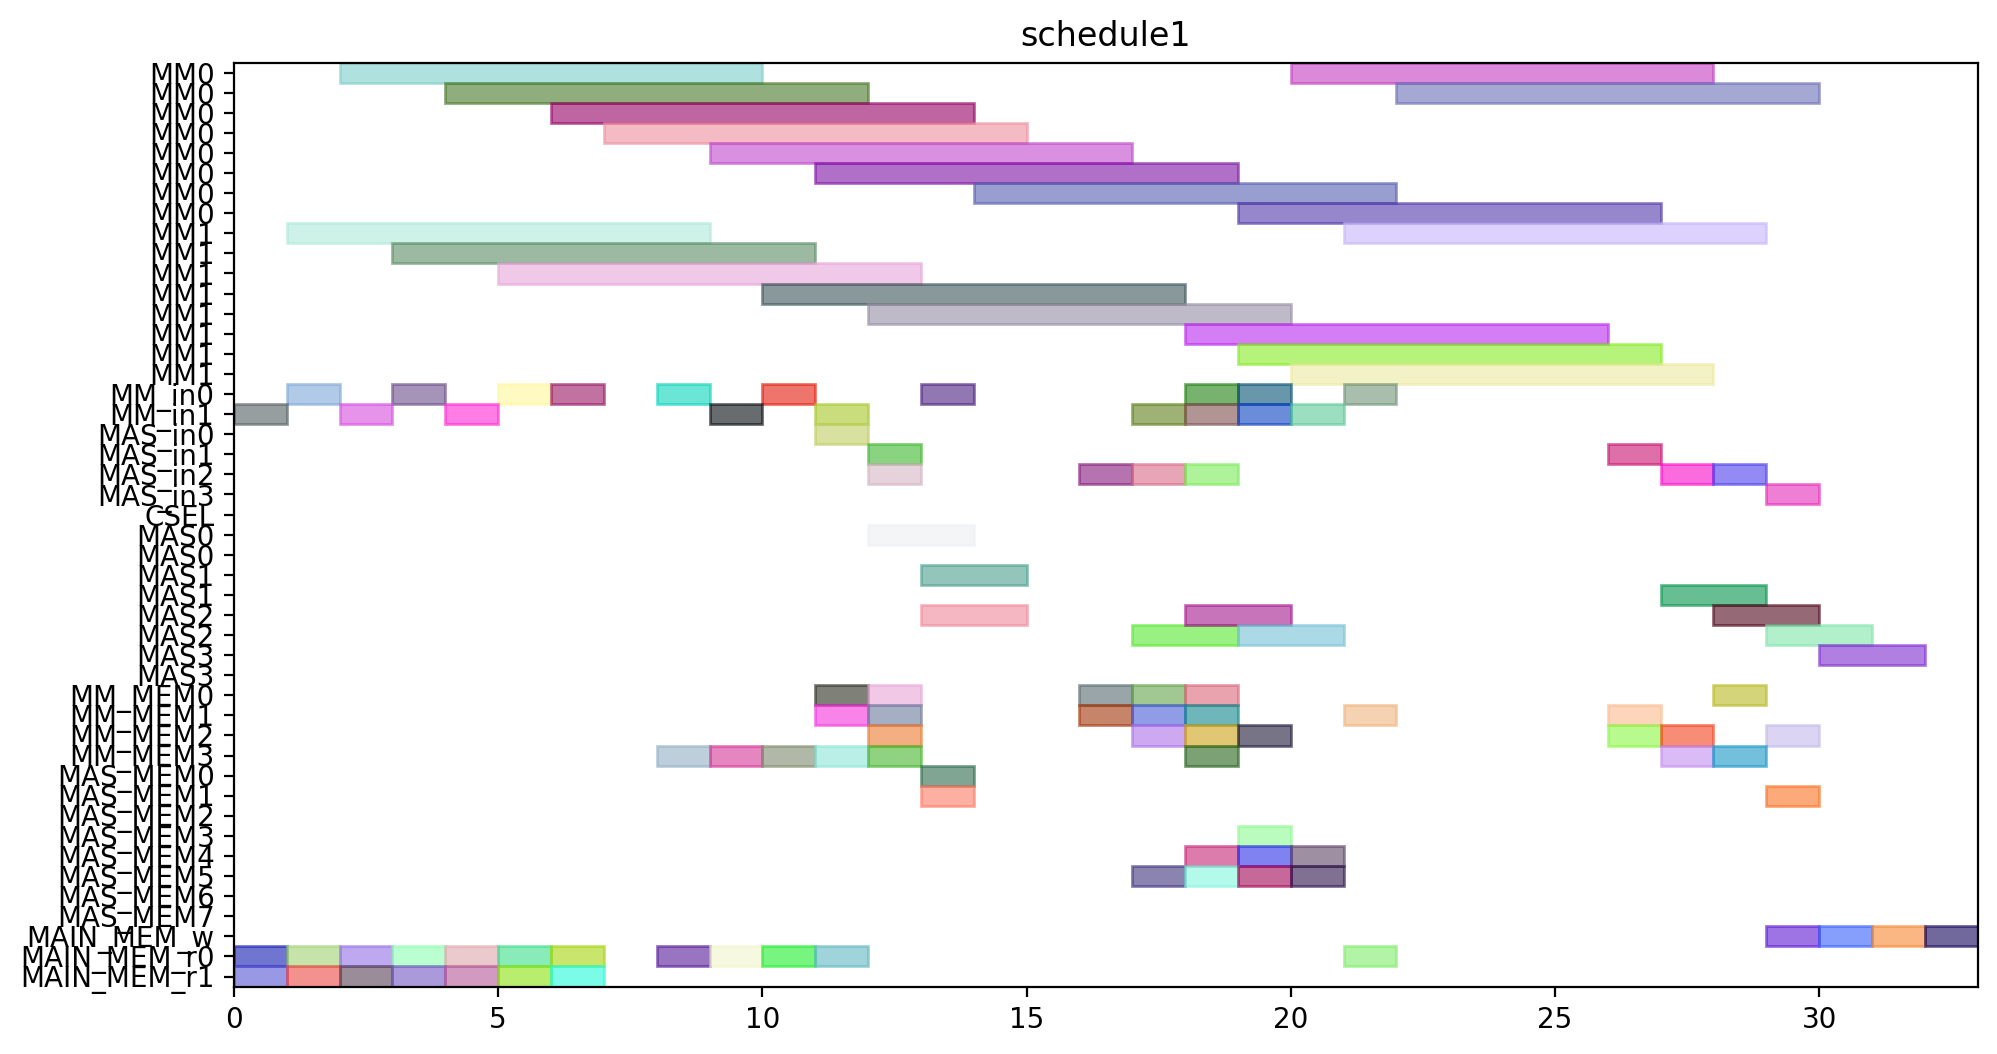 schedule1
MM0
MM0
MM0
MM0
MM0
MM0
MM0
MM0
MM1
MM1
MM1
MM1
MM1
MM1
MM1
MM1
MM_in0
MM_in1
MAS_in0
MAS_in1
MAS_in2
MAS_in3
CSEL
MAS0
MAS0
MAS1
MAS1
MAS2
MAS2
MAS3
MAS3
MM_MEM0
MM_MEM1
MM_MEM2
MM_MEM3
MAS_MEM0
MAS_MEM1
MAS_MEM2
MAS_MEM3
MAS_MEM4
MAS_MEM5
MAS_MEM6
MAS_MEM7
MAIN_MEM_w
MAIN_MEM_r0
MAIN_MEM_r1
0 5 10 15 20 25 30